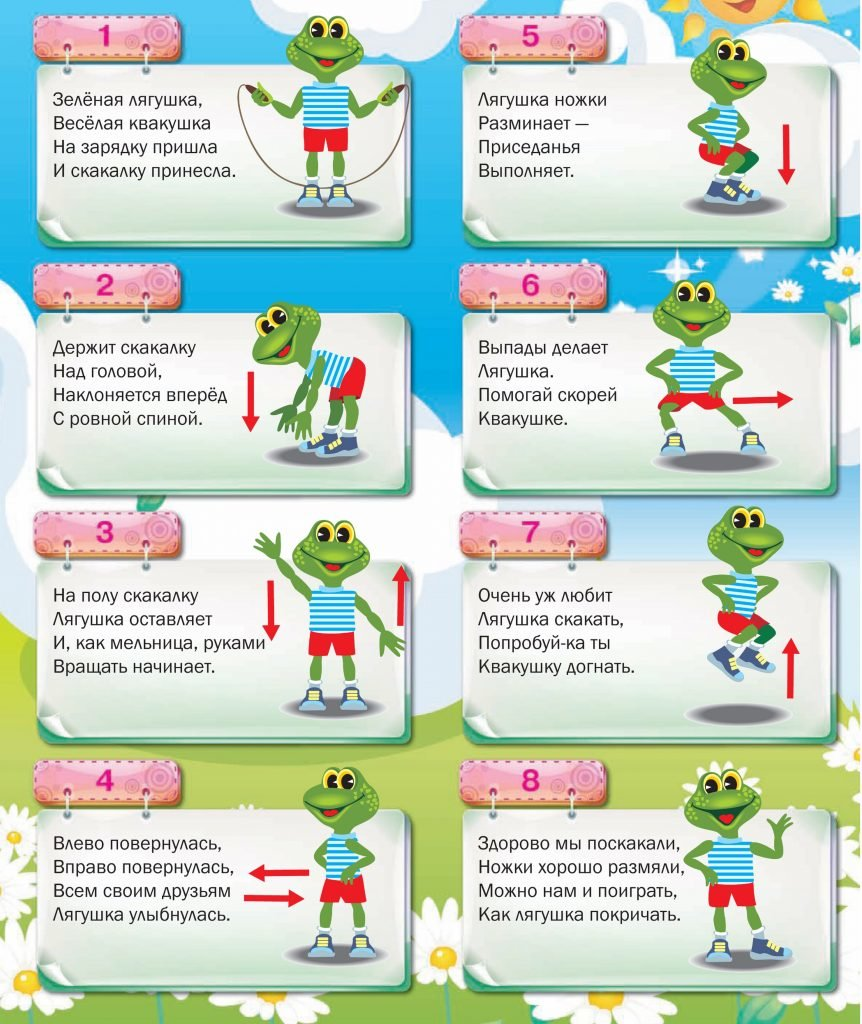 1
Зелёная лягушка,
Весёлая квакушка
На зарядку пришла
И скакалку принесла.
2
Держит скакалку
Над головой,
Наклоняется вперёд
С ровной спиной.
3
На полу скакалку
Лягушка оставляет
И, как мельница, руками
Вращать начинает.
4
Влево повернулась,
Вправо повернулась,
Всем своим друзьям
Лягушка улыбнулась.
5
Лягушка ножки
Разминает —
Приседанья
Выполняет.
6
Выпады делает
Лягушка.
Помогай скорей
Квакушке.
7
Очень уж любит
Лягушка скакать,
Попробуй-ка ты
Квакушку догнать.
8
Здорово мы поскакали,
Ножки хорошо размяли,
Можно нам и поиграть,
Как лягушка покричать.